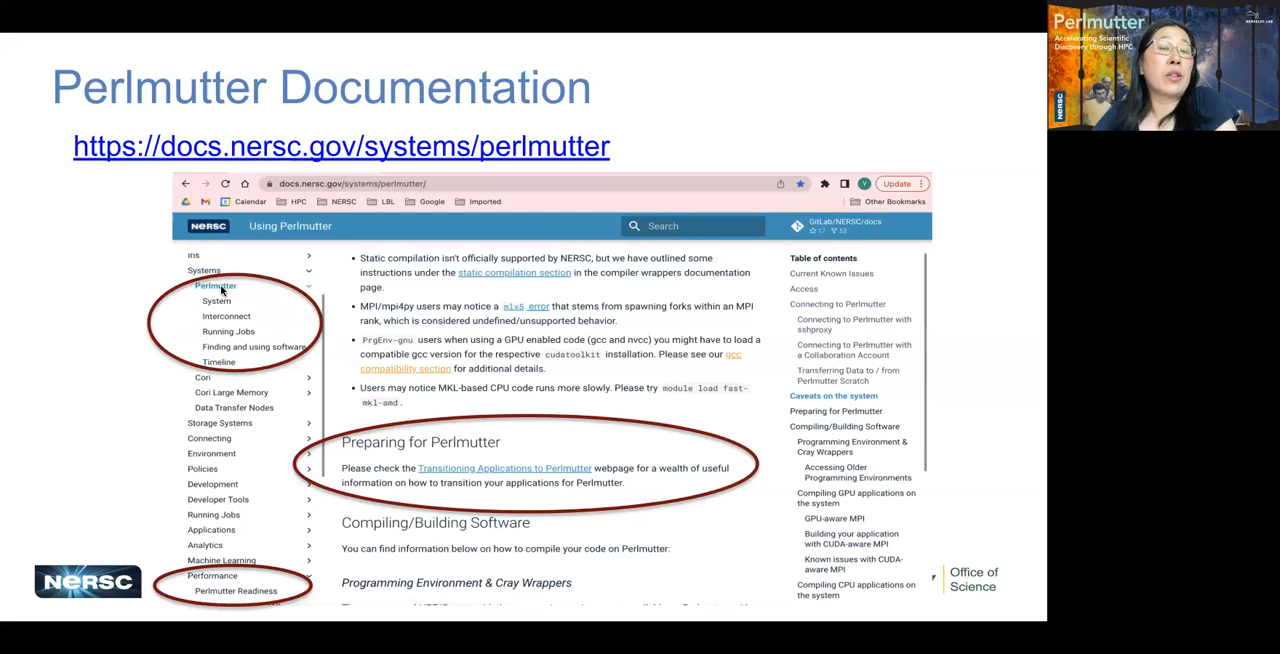 Perlmutter Documentation
https://docs.nersc.gov/systems/perlmutter
docs.nersc.gov/systems/perlmutter/
Update
Calendar
HPC
NERSC
LBL
Google
Imported
Other Bookmarks
NERSC
Using Perlmutter
Search
GitLab/NERSC/docs
17 53
Systems
Perlmutter
System
Interconnect
Running Jobs
Finding and using software
Timeline
Cori
Cori Large Memory
Data Transfer Nodes
Storage Systems
Connecting
Environment
Policies
Development
Developer Tools
Running Jobs
Applications
Analytics
Machine Learning
Performance
Perlmutter Readiness
• Static compilation isn't officially supported by NERSC, but we have outlined some
instructions under the static compilation section in the compiler wrappers documentation
page.
• MPI/mpi4py users may notice a mlx5 error that stems from spawning forks within an MPI
rank, which is considered undefined/unsupported behavior.
• PrgEnv-gnu users when using a GPU enabled code (gcc and nvcc) you might have to load a
compatible gcc version for the respective cudatoolkit installation. Please see our gcc
compatibility section for additional details.
• Users may notice MKL-based CPU code runs more slowly. Please try module load fast-
mkl-amd.
Preparing for Perlmutter
Please check the Transitioning Applications to Perlmutter webpage for a wealth of useful
information on how to transition your applications for Perlmutter.
Compiling/Building Software
You can find information below on how to compile your code on Perlmutter:
Programming Environment & Cray Wrappers
Table of contents
Current Known Issues
Access
Connecting to Perlmutter
Connecting to Perlmutter with
sshproxy
Connecting to Perlmutter with
a Collaboration Account
Transferring Data to / from
Perlmutter Scratch
Caveats on the system
Preparing for Perlmutter
Compiling/Building Software
Programming Environment &
Cray Wrappers
Accessing Older
Programming Environments
Compiling GPU applications on
the system
GPU-aware MPI
Building your application
with CUDA-aware MPI
Known issues with CUDA-
aware MPI
Compiling CPU applications on
the system
NERSC
Office of
Science
Perlmutter
Accelerating Scientific
Discovery through HPC
BERKELEY LAB
NERSC